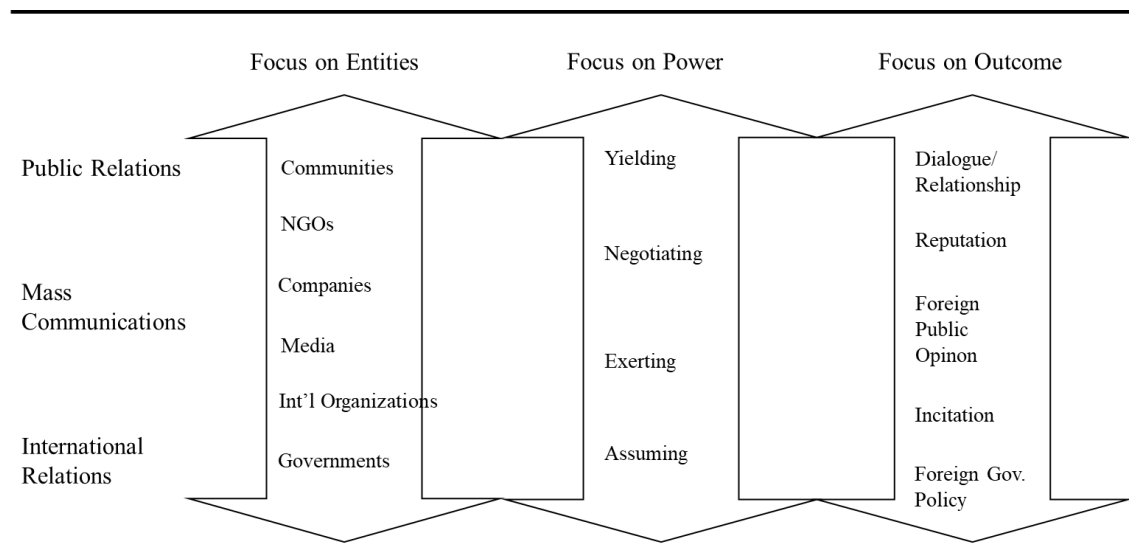 Focus on Entities
Focus on Power
Focus on Outcome
Public Relations
Mass
Communications
International
Relations
Communities
NGOs
Companies
Media
Int'l Organizations
Governments
Yielding
Negotiating
Exerting
Assuming
Dialogue/
Relationship
Reputation
Foreign
Public
Opinon
Incitation
Foreign Gov.
Policy